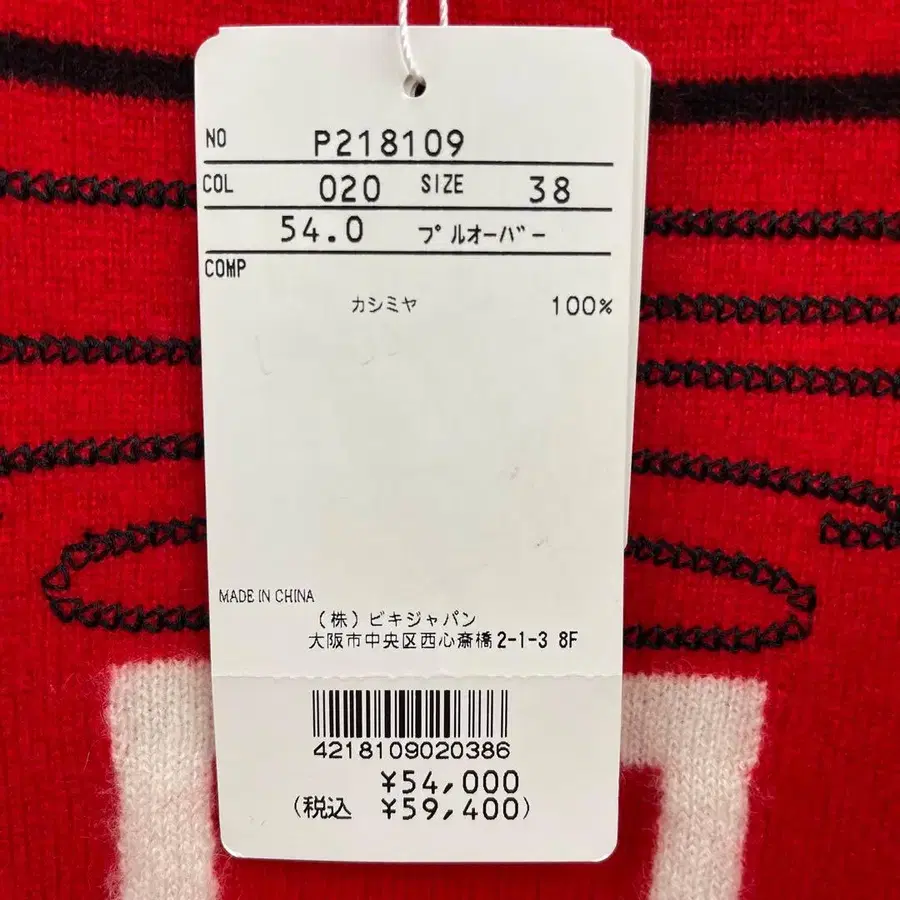 NO P218109
COL 020 SIZE 38
54.0 プルオーバー
COMP
カシミヤ 100%
MADE IN CHINA
(株)ビキジャパン
大阪市中央区西心斎橋2-1-3 8F
4218109020386
¥54,000
(税込 ¥59,400)